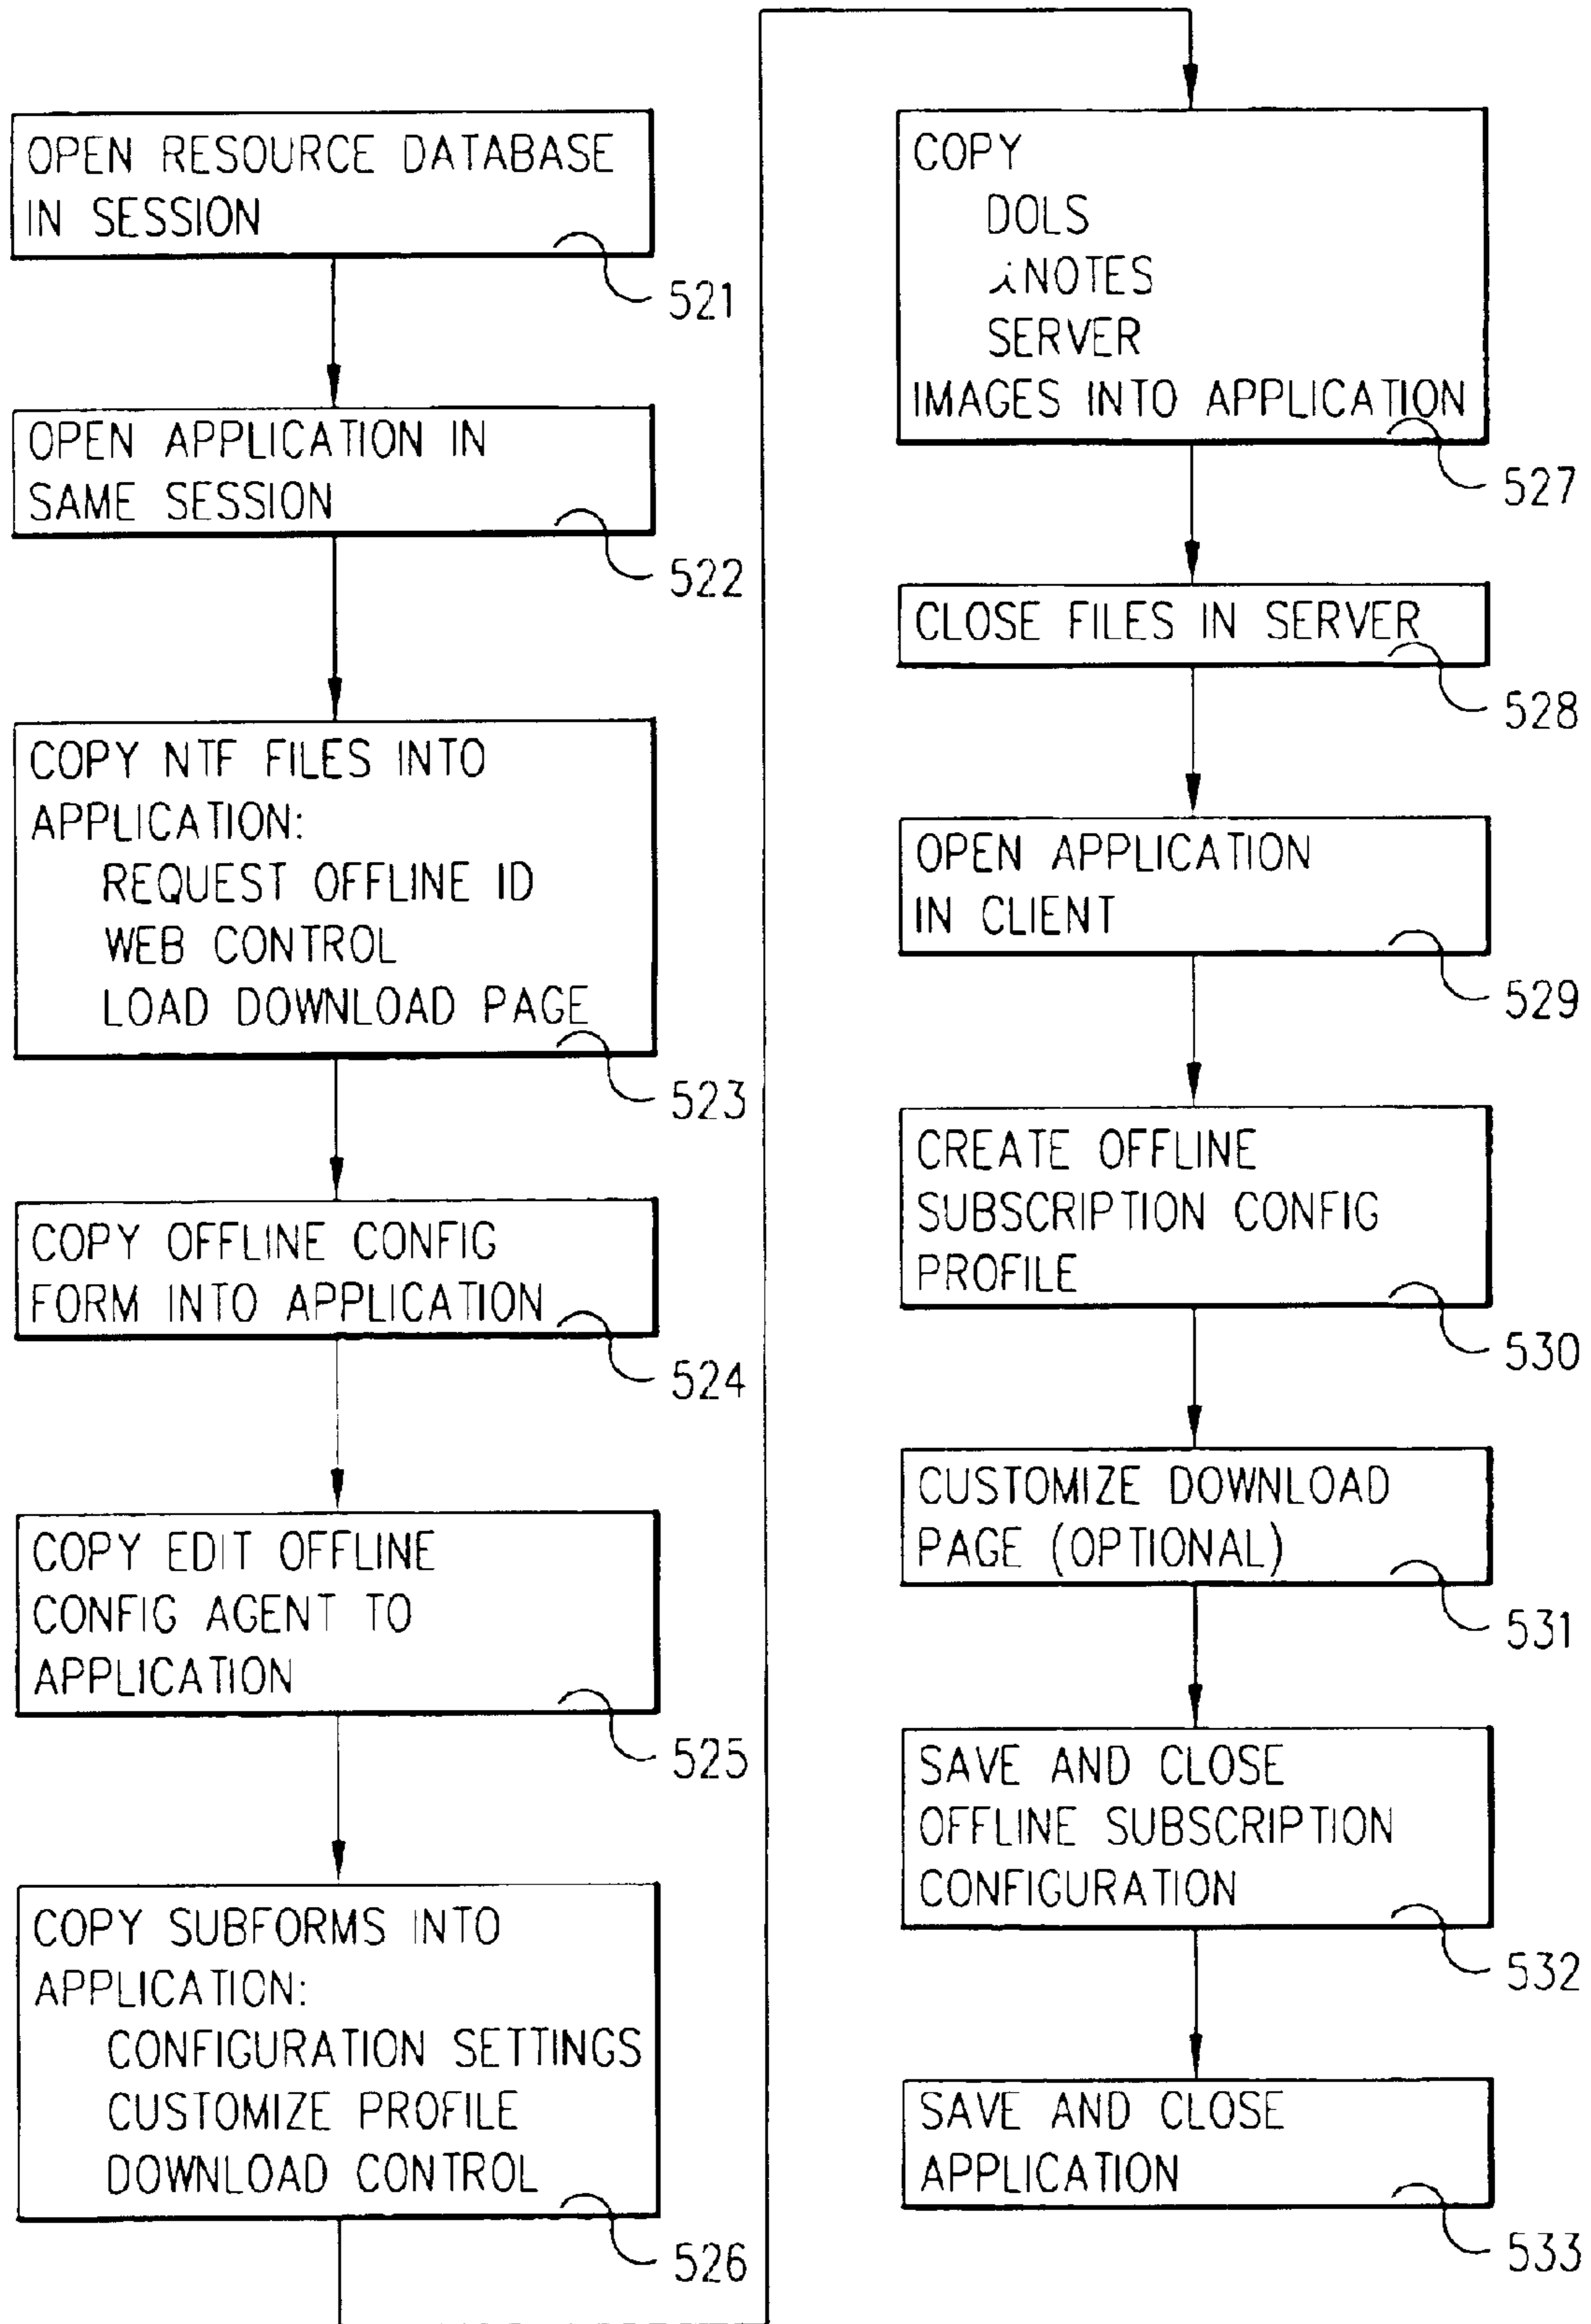 OPEN RESOURCE DATABASE
IN SESSION
521
OPEN APPLICATION IN
SAME SESSION
522
COPY NTF FILES INTO
APPLICATION:
REQUEST OFFLINE ID
WEB CONTROL
LOAD DOWNLOAD PAGE
523
COPY OFFLINE CONFIG
FORM INTO APPLICATION
524
COPY EDIT OFFLINE
CONFIG AGENT TO
APPLICATION
525
COPY SUBFORMS INTO
APPLICATION:
CONFIGURATION SETTINGS
CUSTOMIZE PROFILE
DOWNLOAD CONTROL
526
COPY
DOLS
iNOTES
SERVER
IMAGES INTO APPLICATION
527
CLOSE FILES IN SERVER
528
OPEN APPLICATION
IN CLIENT
529
CREATE OFFLINE
SUBSCRIPTION CONFIG
PROFILE
530
CUSTOMIZE DOWNLOAD
PAGE (OPTIONAL)
531
SAVE AND CLOSE
OFFLINE SUBSCRIPTION
CONFIGURATION
532
SAVE AND CLOSE
APPLICATION
533